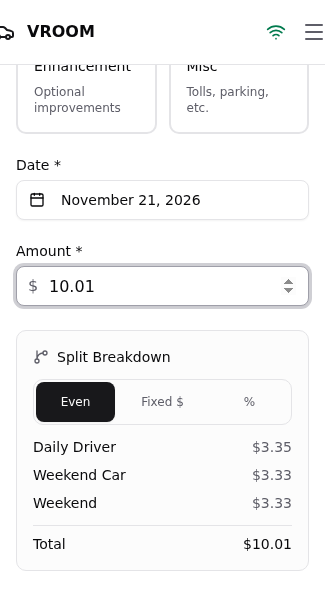 VROOM
Enhancement
Misc
Optional
improvements
Tolls, parking,
etc.
Date *
November 21, 2026
Amount *
$ 10.01
Split Breakdown
Even
Fixed $
%
Daily Driver $3.35
Weekend Car $3.33
Weekend $3.33
Total $10.01